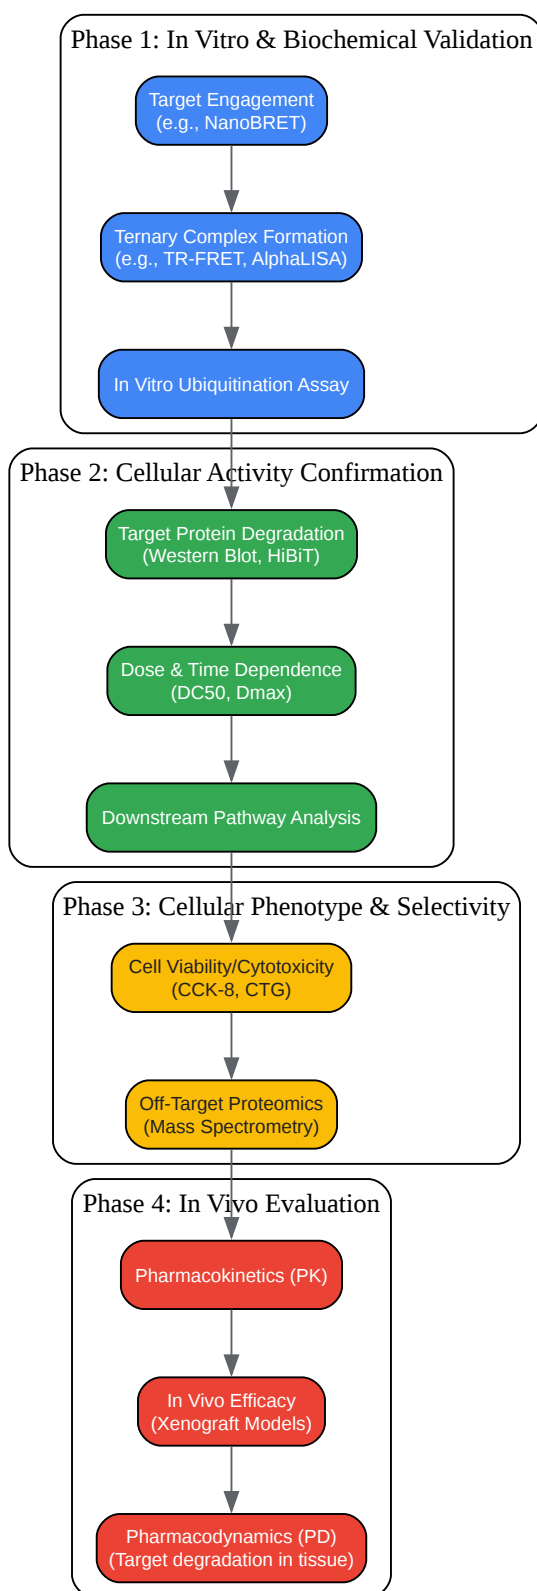 Phase 1: In Vitro & Biochemical Validation
Target Engagement
(e.g., NanoBRET)
Ternary Complex Formation
(e.g., TR-FRET, AlphaLISA)
In Vitro Ubiquitination Assay
Phase 2: Cellular Activity Confirmation
Target Protein Degradation
(Western Blot, HiBiT)
Dose & Time Dependence
(DC50, Dmax)
Downstream Pathway Analysis
Phase 3: Cellular Phenotype & Selectivity
Cell Viability/Cytotoxicity
(CCK-8, CTG)
Off-Target Proteomics
(Mass Spectrometry)
Phase 4: In Vivo Evaluation
Pharmacokinetics (PK)
In Vivo Efficacy
(Xenograft Models)
Pharmacodynamics (PD)
(Target degradation in tissue)